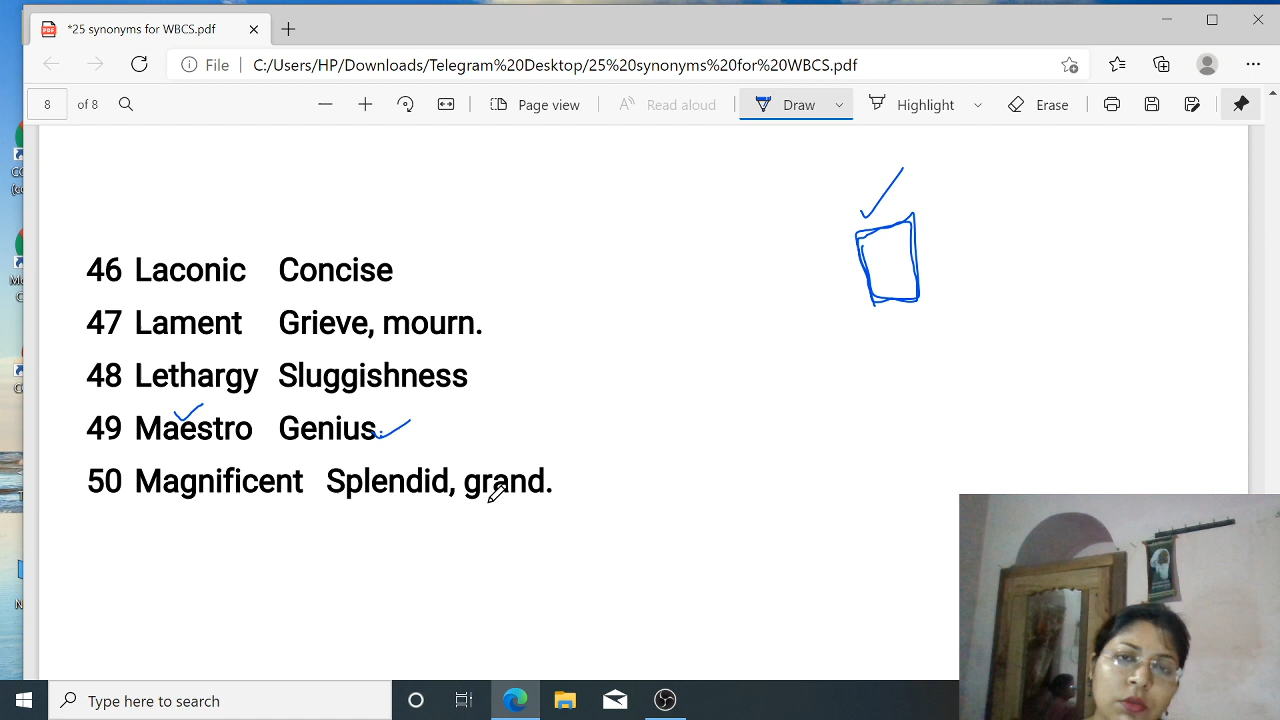 *25 synonyms for WBCS.pdf
File C:/Users/HP/Downloads/Telegram%20Desktop/25%20synonyms%20for%20WBCS.pdf
8 of 8 Page view Read aloud Draw Highlight Erase
46 Laconic Concise
47 Lament Grieve, mourn.
48 Lethargy Sluggishness
49 Maestro Genius.
50 Magnificent Splendid, grand.
Type here to search